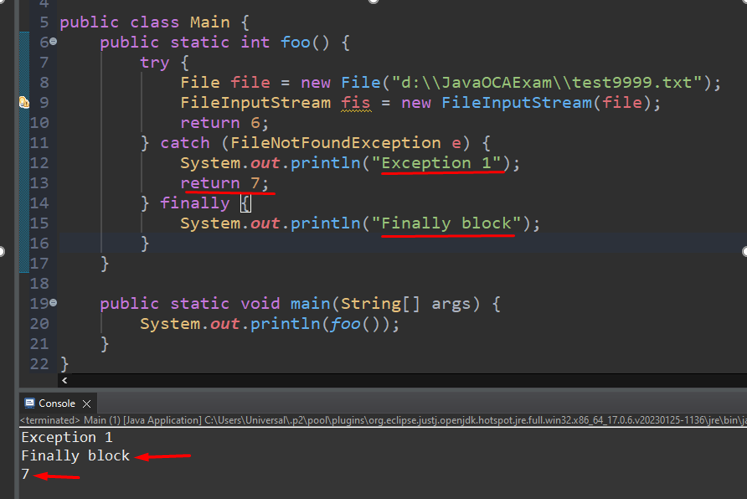 4
5 public class Main {
6 public static int foo() {
7 try {
8 File file = new File("d:\\JavaOCAExam\\test9999.txt");
9 FileInputStream fis = new FileInputStream(file);
10 return 6;
11 } catch (FileNotFoundException e) {
12 System.out.println("Exception 1");
13 return 7;
14 } finally {
15 System.out.println("Finally block");
16 }
17 }
18
19 public static void main(String[] args) {
20 System.out.println(foo());
21 }
22 }
Console
<terminated> Main (1) [Java Application] C:\Users\Universal\.p2\pool\plugins\org.eclipse.justj.openjdk.hotspot.jre.full.win32.x86_64_17.0.6.v20230125-1136\jre\bin\ja
Exception 1
Finally block
7